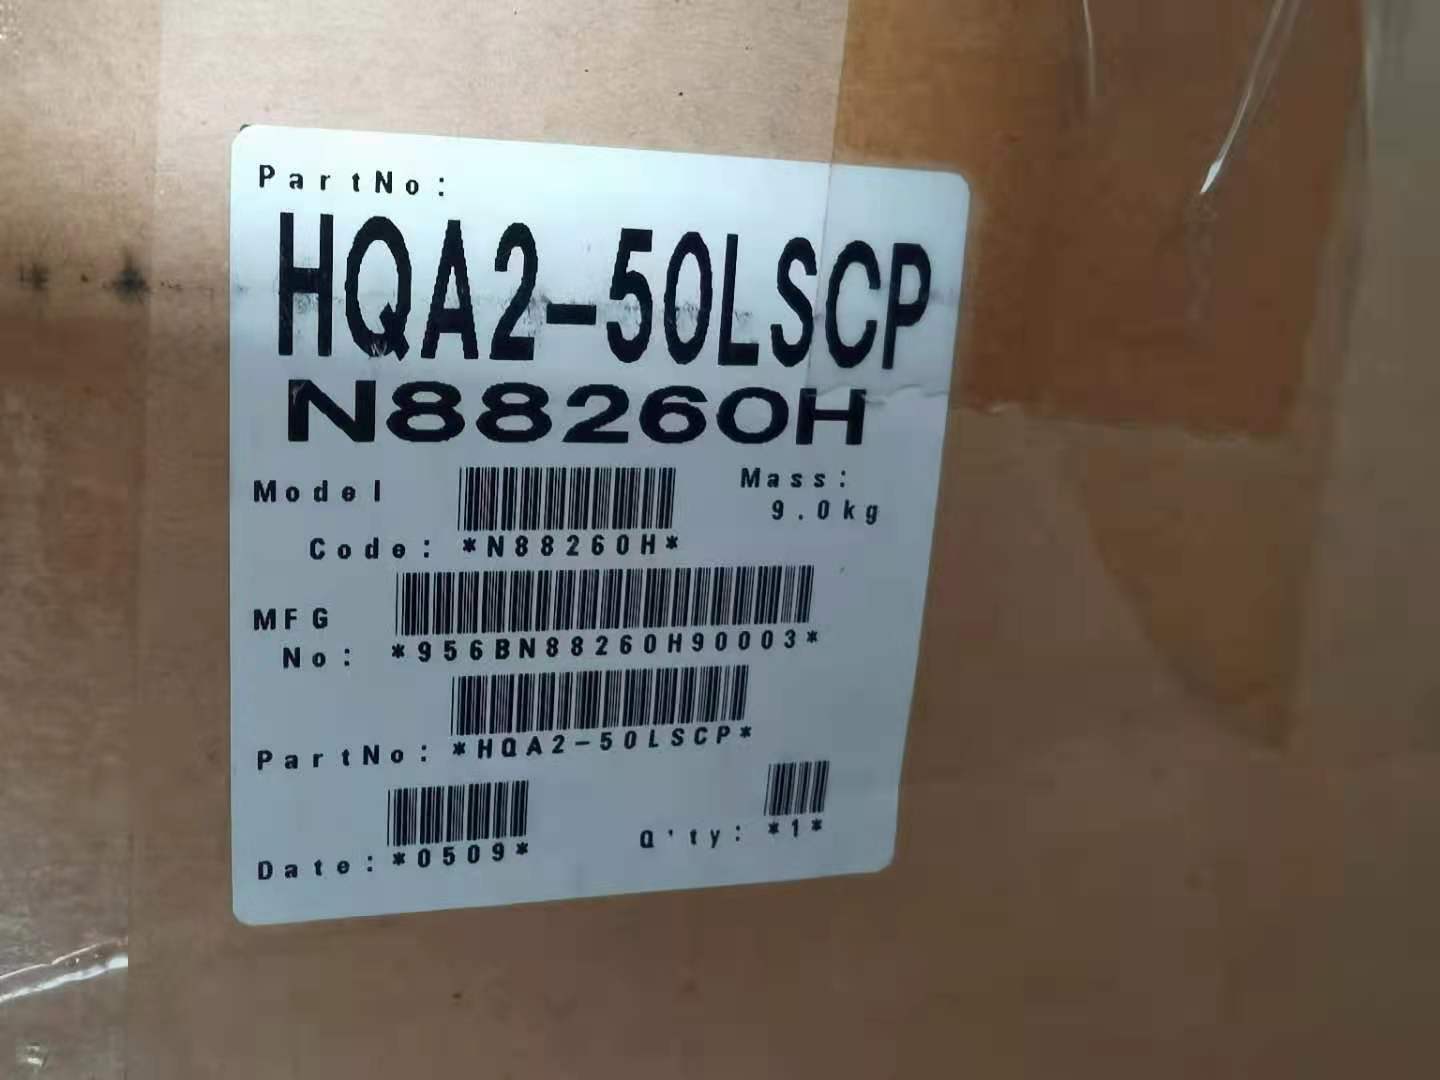 PartNo:
HQA2-50LSCP
N88260H
Model
Mass:
9.0kg
Code: *N88260H*
MFG
No: *956BN88260H90003*
PartNo: *HQA2-50LSCP*
Date: *0509* Q'ty: *1*